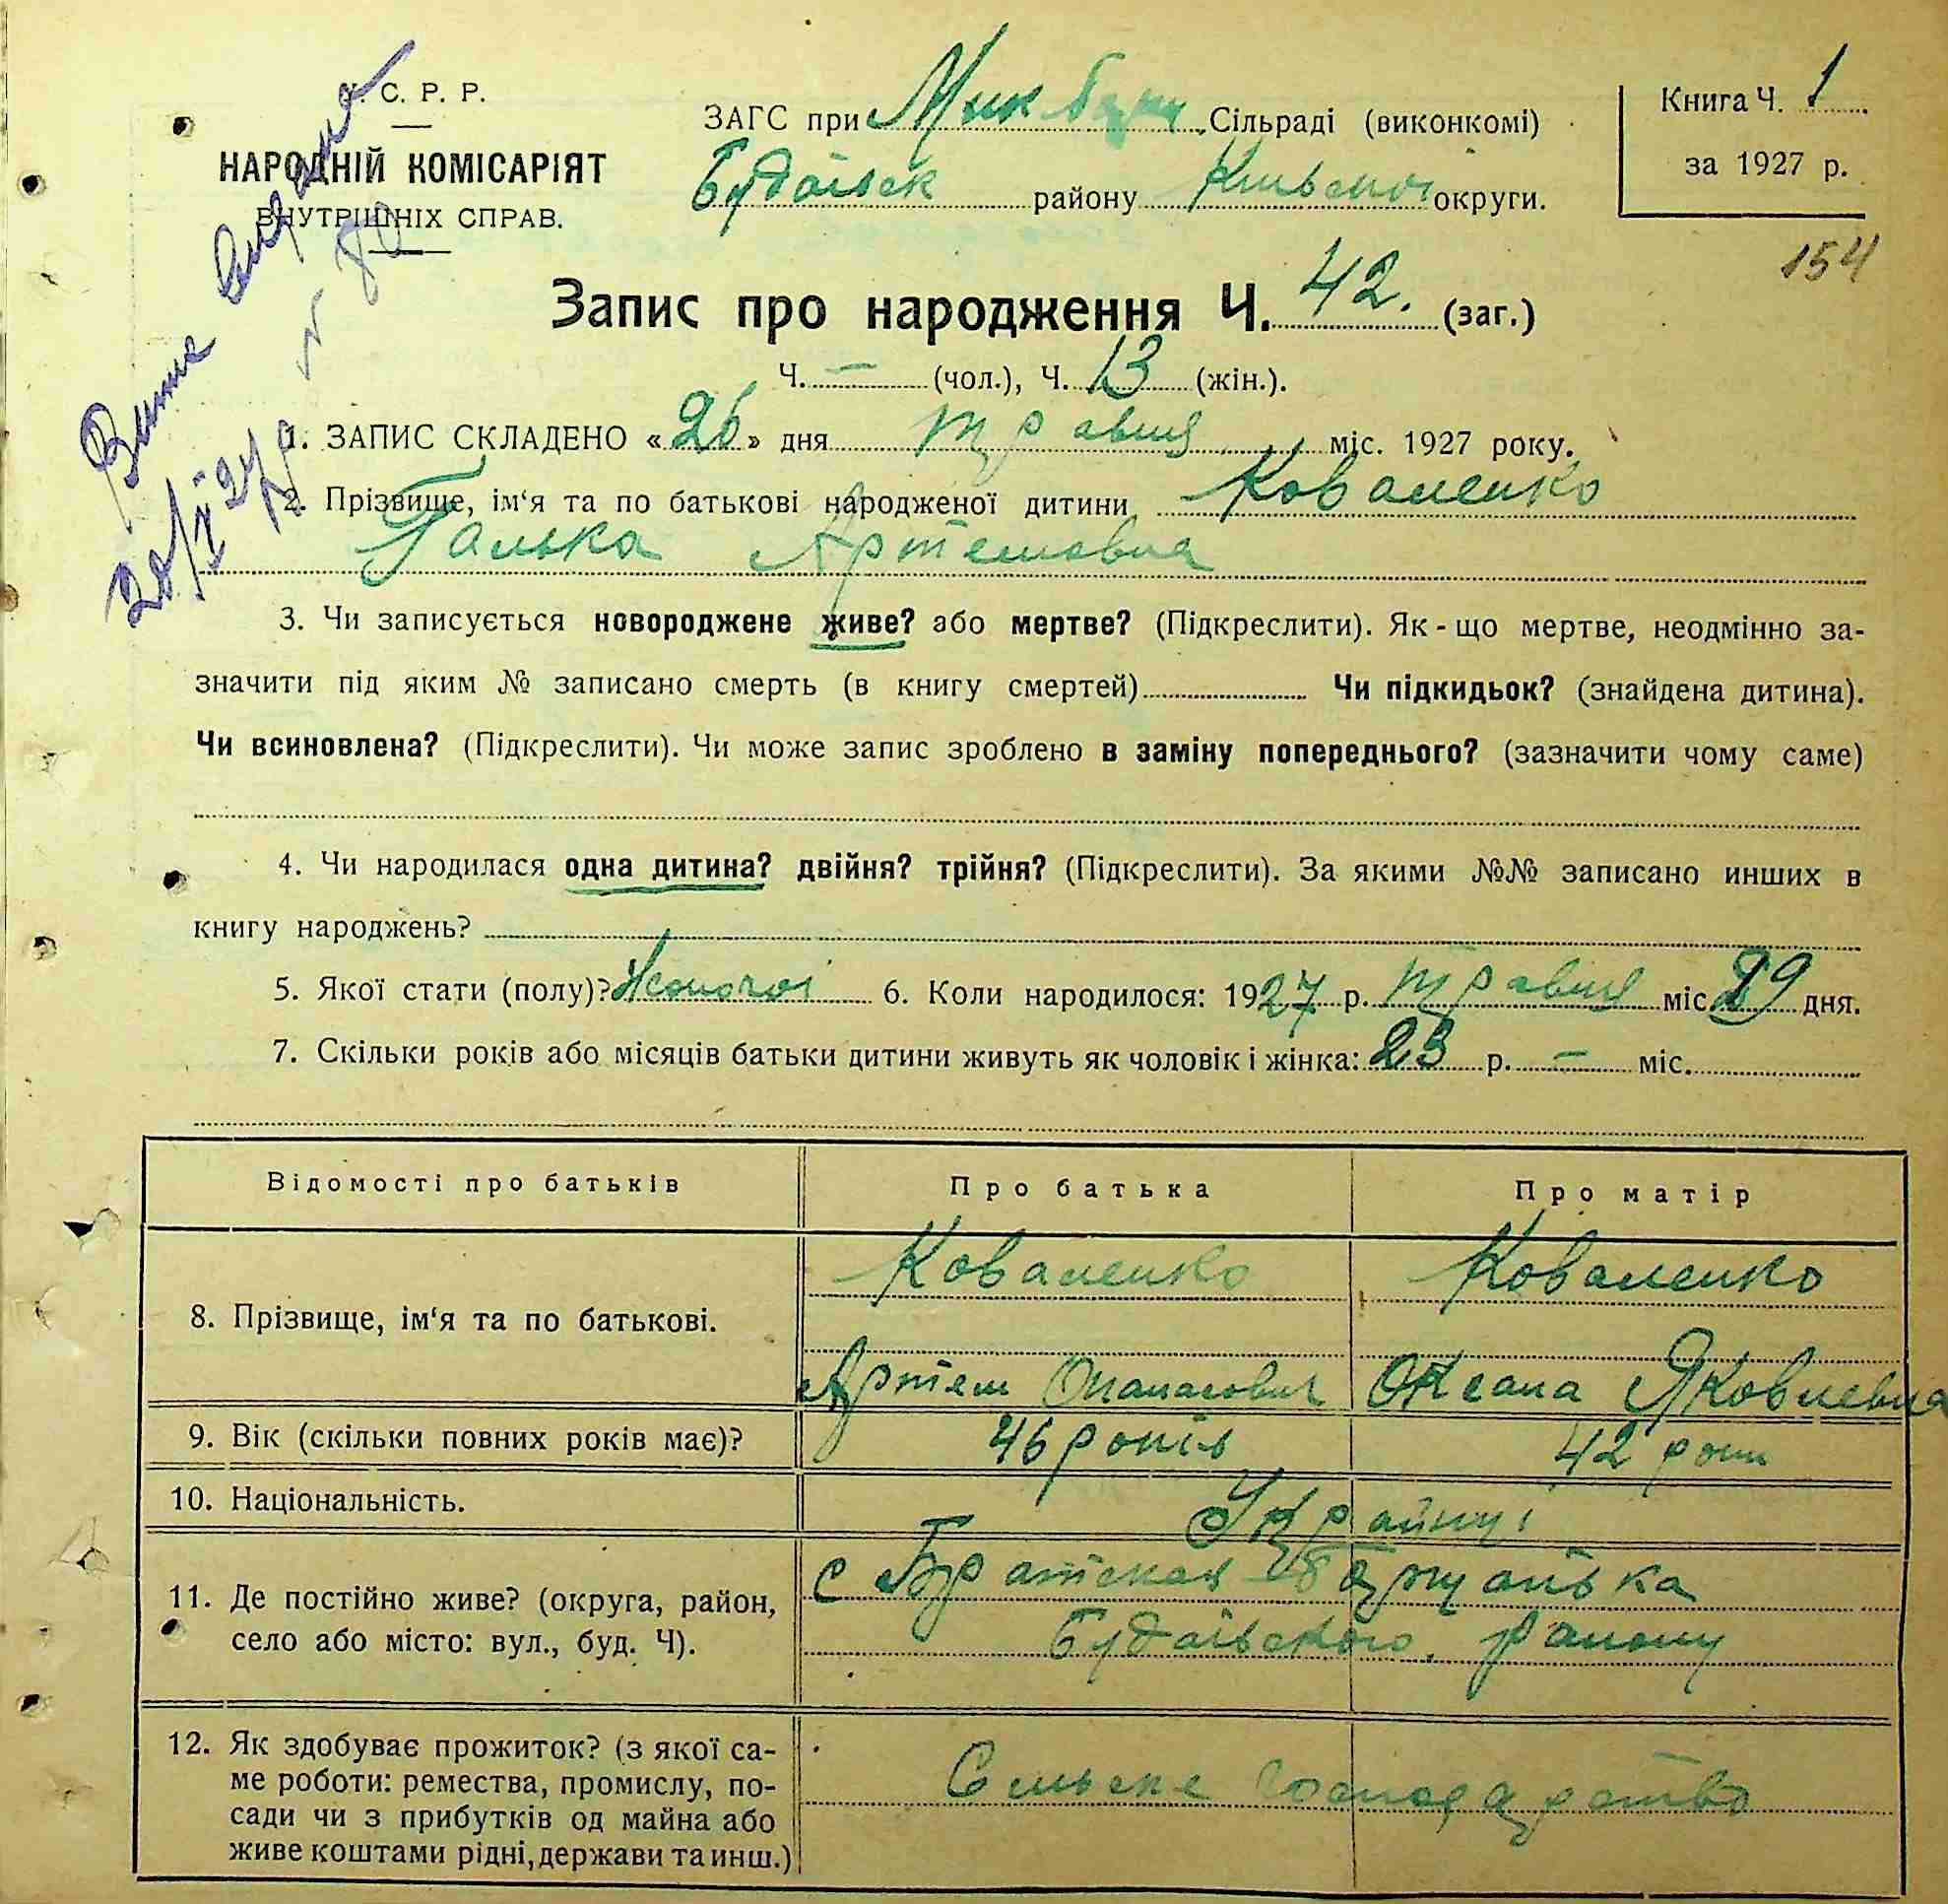 У. С. Р. Р.
НАРОДНІЙ КОМІСАРІЯТ
ВНУТРІШНІХ СПРАВ.
ЗАГС при Мик Борщ Сільраді (виконкомі)
Будаївск району Київської округи.
Книга Ч. 1
за 1927 р.
154
Запис про народження Ч. 42. (заг.)
Ч. — (чол.), Ч. 13 (жін.).
1. ЗАПИС СКЛАДЕНО «26» дня травня міс. 1927 року.
2. Прізвище, ім‘я та по батькові народженої дитини Коваленко
Галька Артемовна
3. Чи записується новороджене живе? або мертве? (Підкреслити). Як-що мертве, неодмінно за-
значити під яким № записано смерть (в книгу смертей) Чи підкидьок? (знайдена дитина).
Чи всиновлена? (Підкреслити). Чи може запис зроблено в заміну попереднього? (зазначити чому саме)
4. Чи народилася одна дитина? двійня? трійня? (Підкреслити). За якими №№ записано инших в
книгу народжень?
5. Якої стати (полу)? Жіночої 6. Коли народилося: 1927 р. травня міс. 29 дня.
7. Скільки років або місяців батьки дитини живуть як чоловік і жінка: 23 р. — міс.
Відомості про батьків Про батька Про матір
8. Прізвище, ім‘я та по батькові.
Коваленко Коваленко
Артем Опанасович Оксана Яковлевна
9. Вік (скільки повних років має)? 46 років 42 роки
10. Національність. Українці
11. Де постійно живе? (округа, район,
село або місто: вул., буд. Ч).
с Братская Борщаївка
Будаївського району
12. Як здобуває прожиток? (з якої са-
ме роботи: ремества, промислу, по-
сади чи з прибутків од майна або
живе коштами рідні, держави та инш.)
Сільске господарство